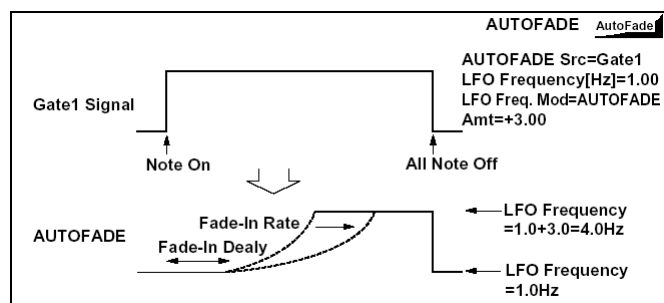 AUTOFADE AutoFade
AUTOFADE Src=Gate1
LFO Frequency[Hz]=1.00
LFO Freq. Mod=AUTOFADE
Amt=+3.00
Gate1 Signal
Note On
All Note Off
AUTOFADE
Fade-In Rate
Fade-In Dealy
LFO Frequency
=1.0+3.0=4.0Hz
LFO Frequency
=1.0Hz